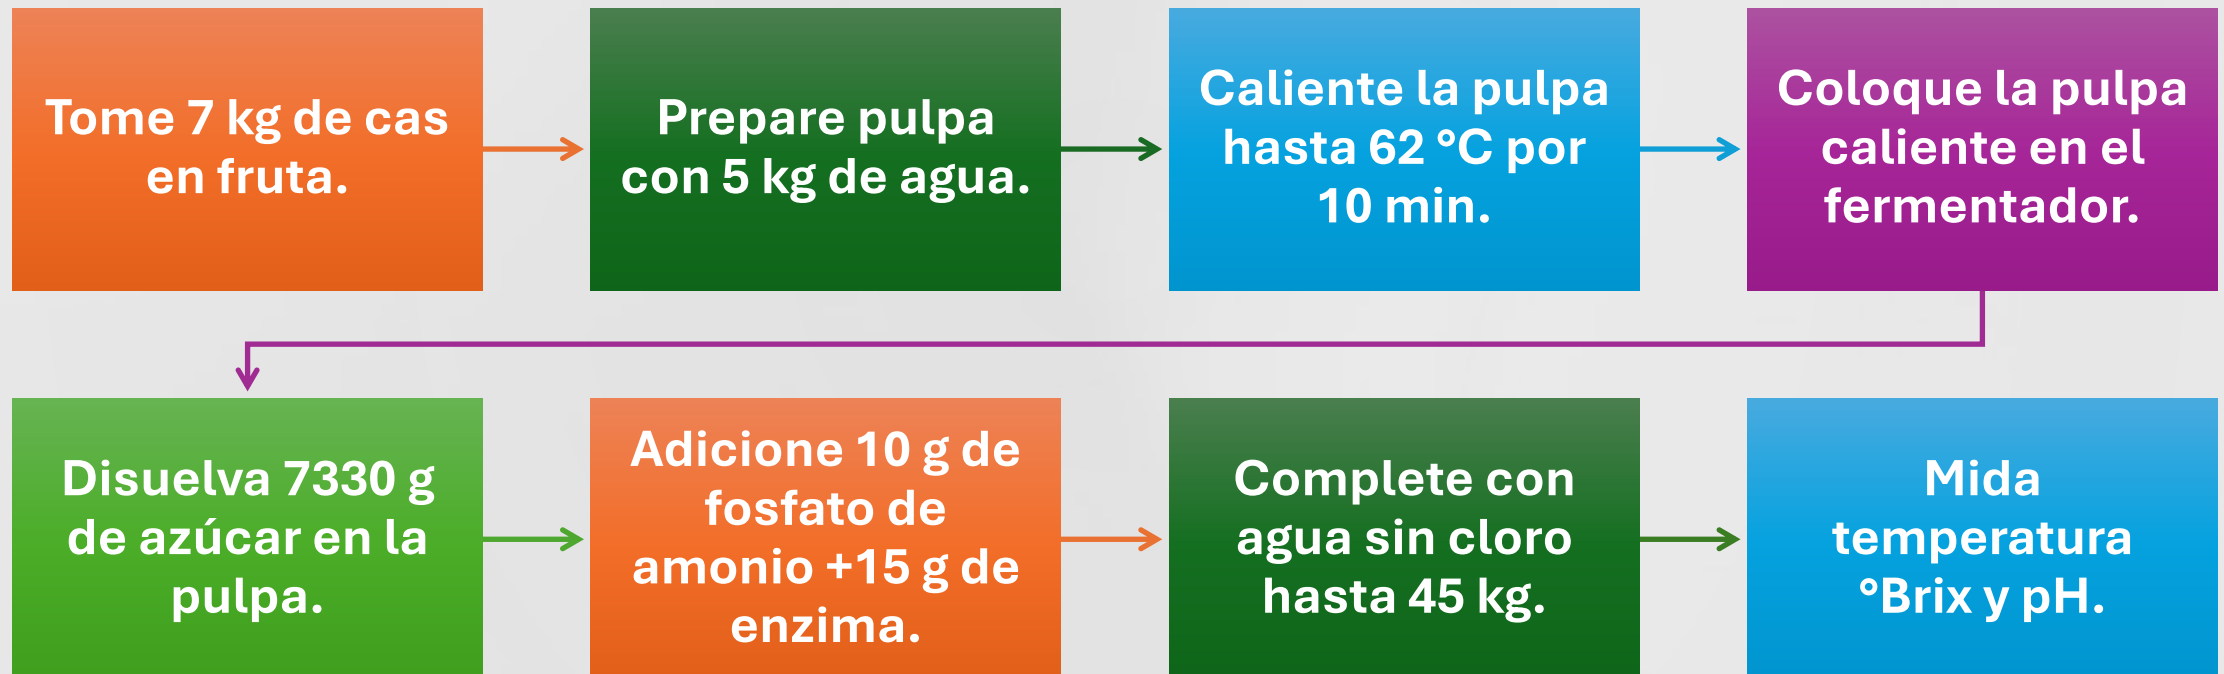 Tome 7 kg de cas
en fruta.
Prepare pulpa
con 5 kg de agua.
Caliente la pulpa
hasta 62 °C por
10 min.
Coloque la pulpa
caliente en el
fermentador.
Disuelva 7330 g
de azúcar en la
pulpa.
Adicione 10 g de
fosfato de
amonio +15 g de
enzima.
Complete con
agua sin cloro
hasta 45 kg.
Mida
temperatura
°Brix y pH.